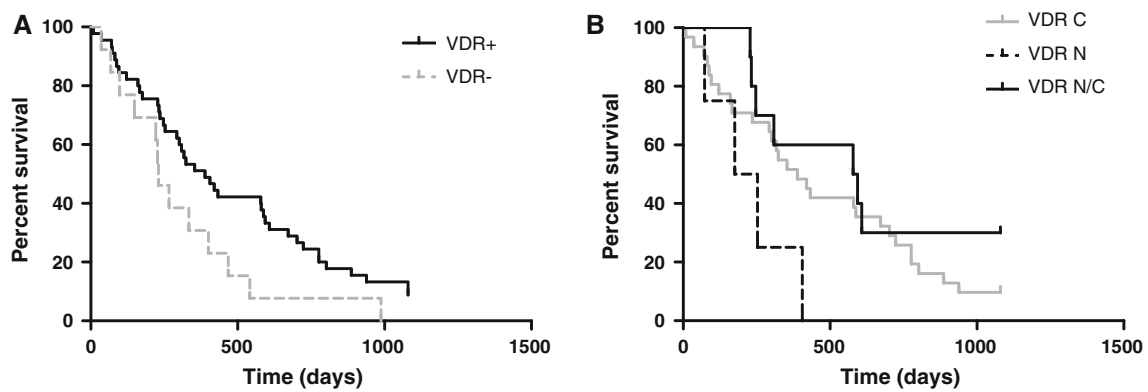 A
VDR+
VDR-
100
80
60
40
20
0
Percent survival
0 500 1000 1500
Time (days)
B
VDR C
VDR N
VDR N/C
100
80
60
40
20
0
Percent survival
0 500 1000 1500
Time (days)